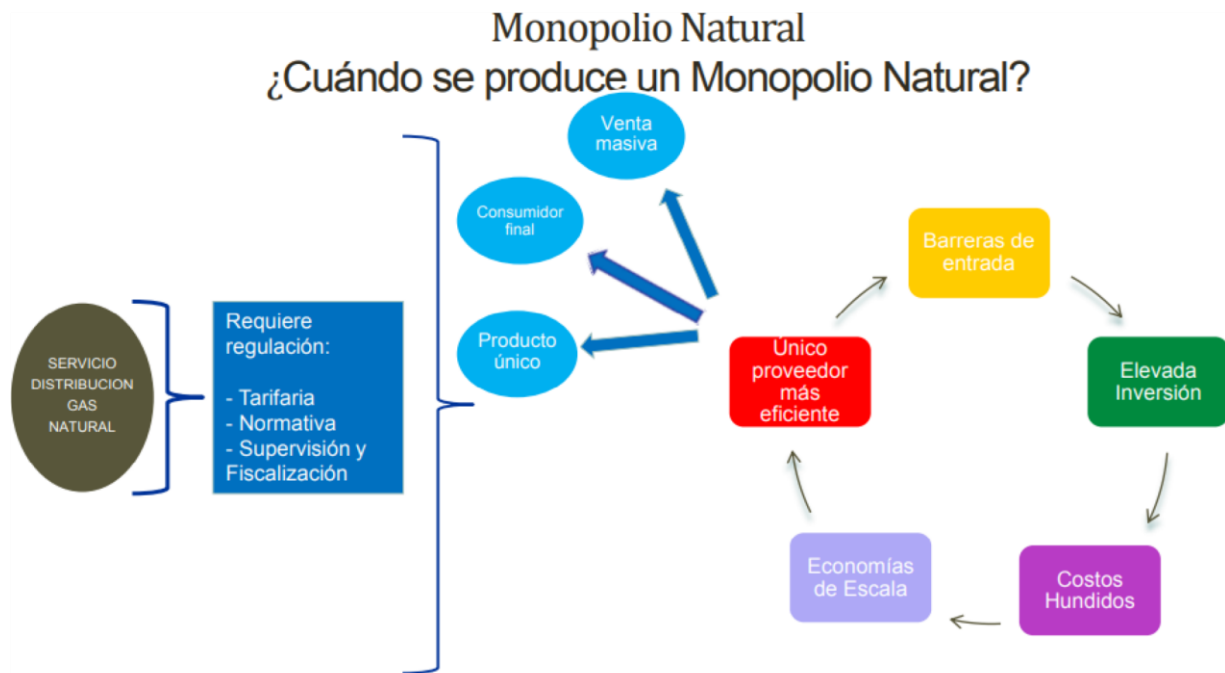 Monopolio Natural
¿Cuándo se produce un Monopolio Natural?
Venta
masiva
Consumidor
final
Producto
único
Barreras de
entrada
Elevada
Inversión
Costos
Hundidos
Economías
de Escala
Único
proveedor
más
eficiente
Requiere
regulación:
- Tarifaria
- Normativa
- Supervisión y
Fiscalización
SERVICIO
DISTRIBUCION
GAS
NATURAL